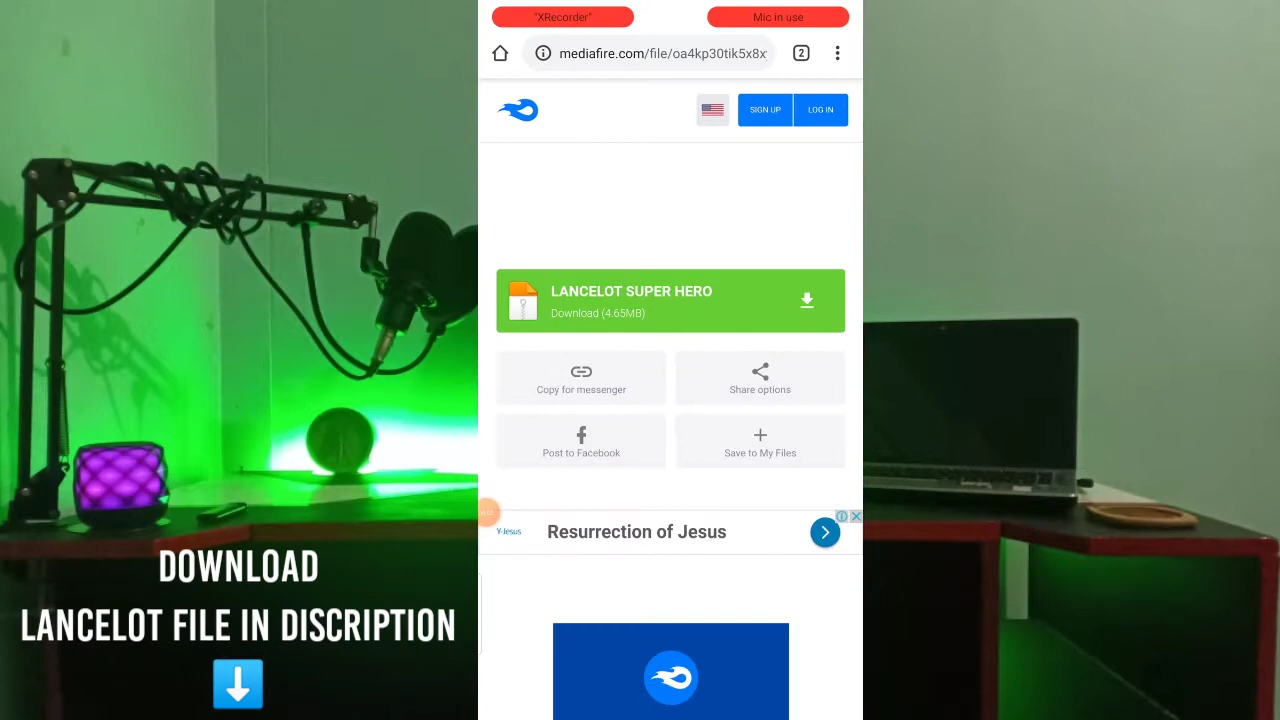 "XRecorder"
Mic in use
mediafire.com/file/oa4kp30tik5x8x
2
SIGN UP
LOG IN
LANCELOT SUPER HERO
Download (4.65MB)
Copy for messenger
Share options
Post to Facebook
Save to My Files
Y-Jesus
Resurrection of Jesus
DOWNLOAD
LANCELOT FILE IN DISCRIPTION